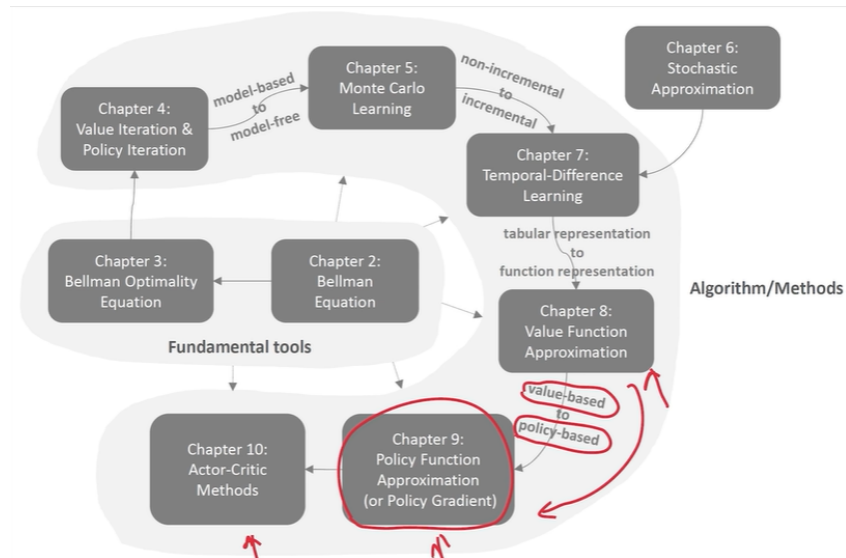 Chapter 4:
Value Iteration &
Policy Iteration
model-based
to
model-free
Chapter 5:
Monte Carlo
Learning
non-incremental
to
incremental
Chapter 6:
Stochastic
Approximation
Chapter 7:
Temporal-Difference
Learning
tabular representation
to
function representation
Chapter 3:
Bellman Optimality
Equation
Chapter 2:
Bellman
Equation
Fundamental tools
Algorithm/Methods
Chapter 8:
Value Function
Approximation
value-based
to
policy-based
Chapter 9:
Policy Function
Approximation
(or Policy Gradient)
Chapter 10:
Actor-Critic
Methods